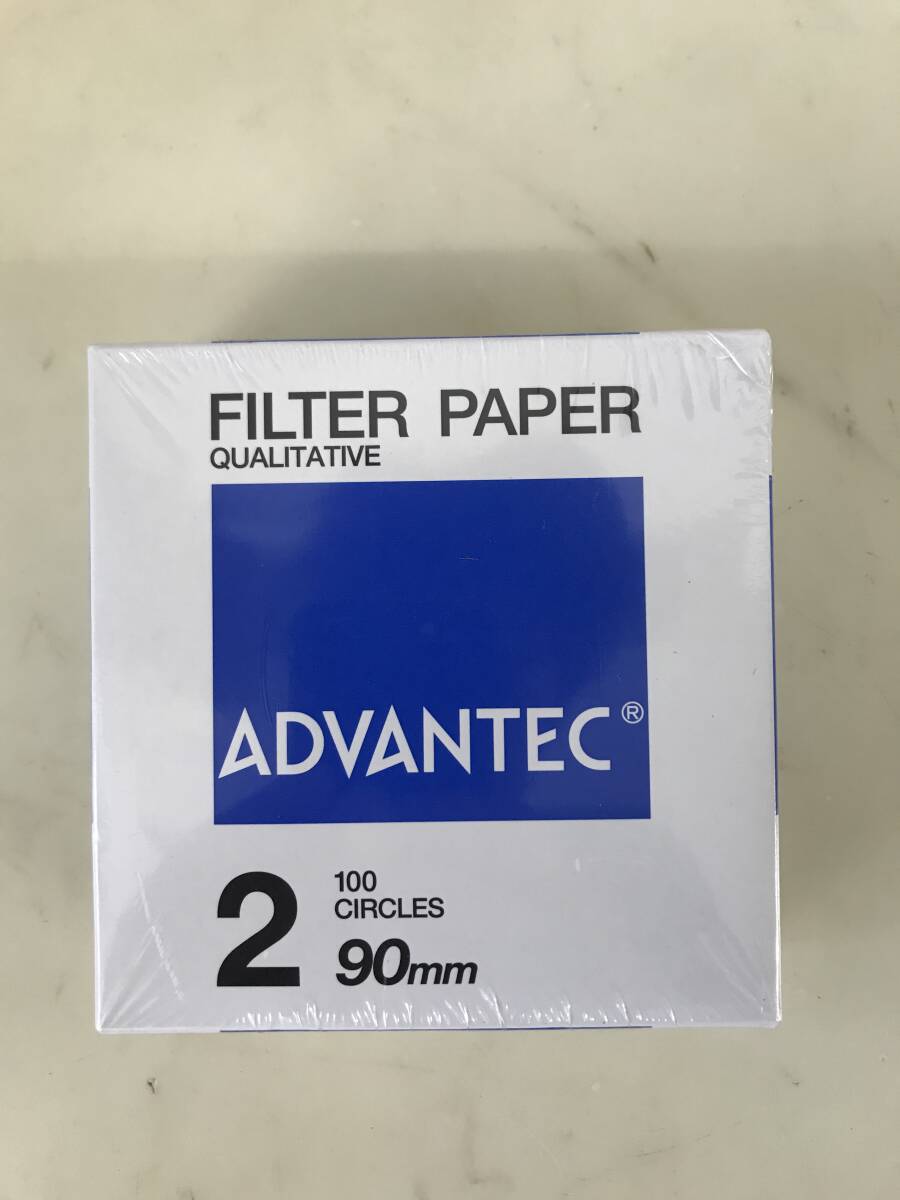 FILTER PAPER
QUALITATIVE
ADVANTEC®
2
100
CIRCLES
90mm